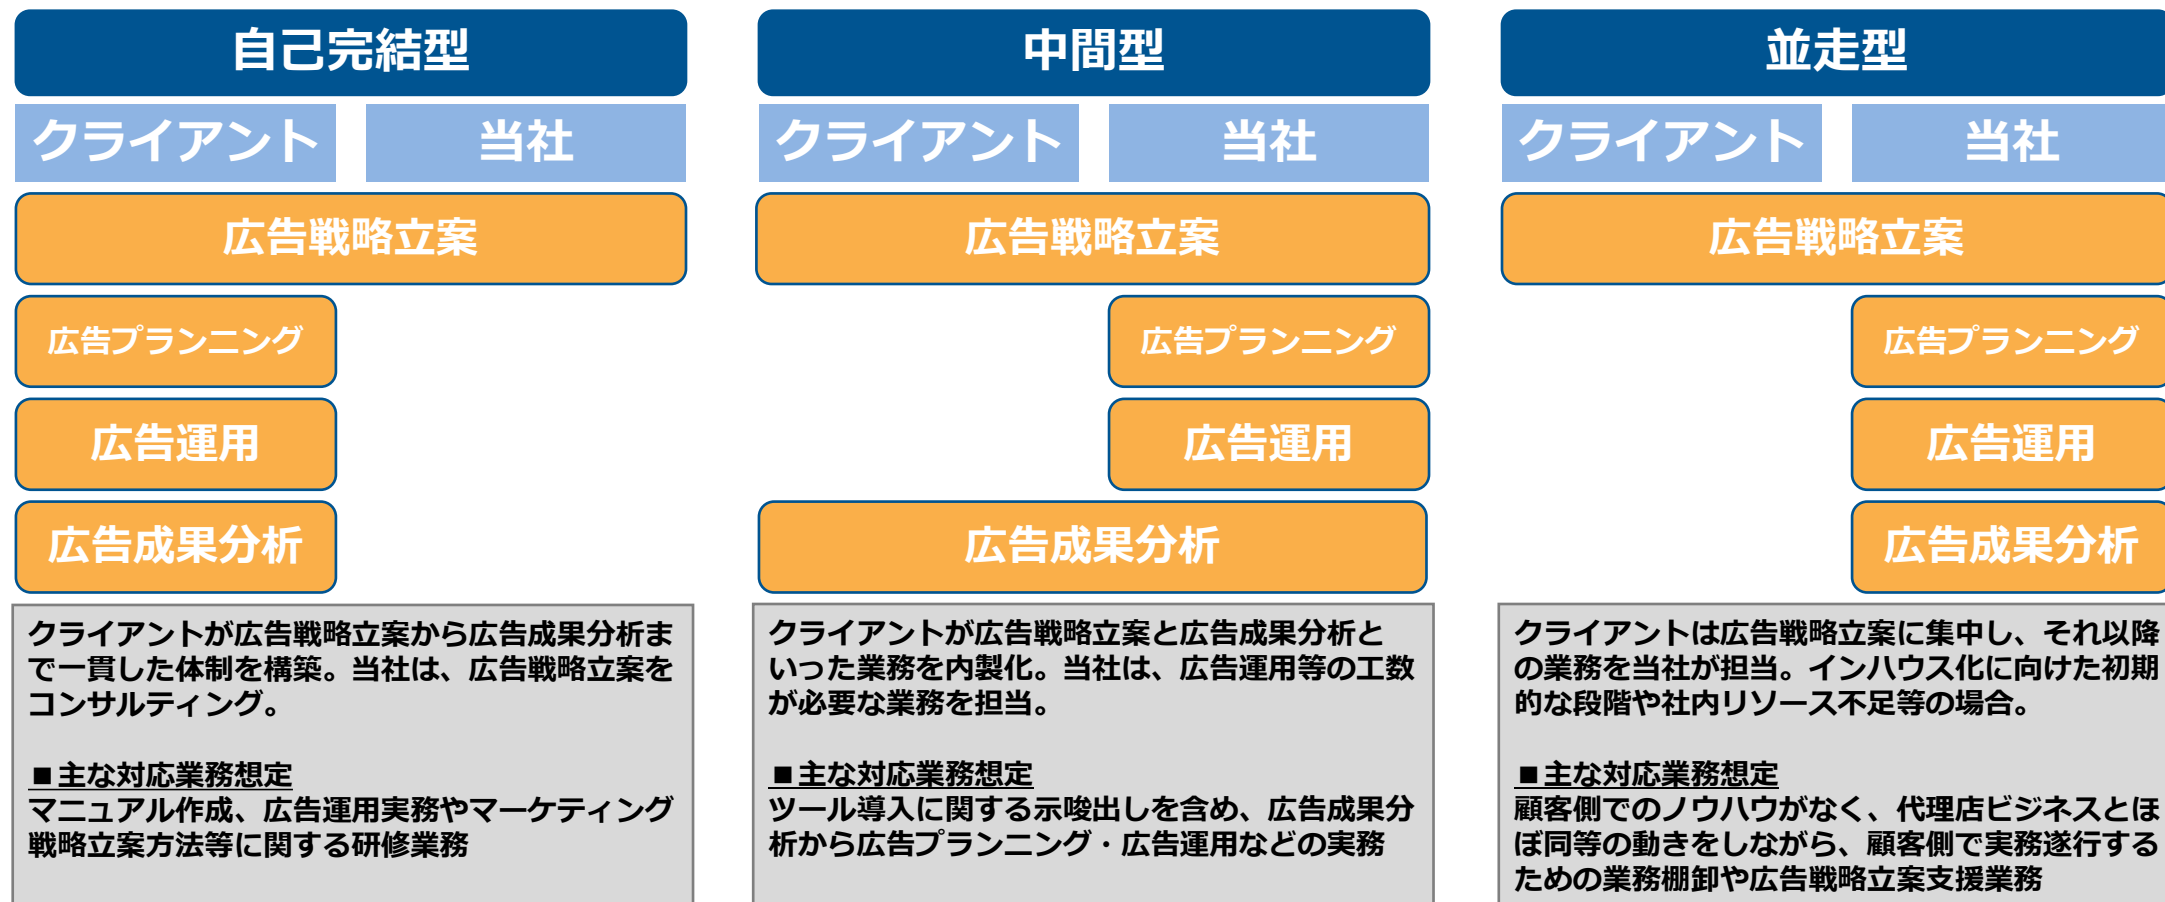 自己完結型
クライアント
当社
広告戦略立案
広告プランニング
広告運用
広告成果分析
クライアントが広告戦略立案から広告成果分析ま
で一貫した体制を構築。当社は、広告戦略立案を
コンサルティング。
■主な対応業務想定
マニュアル作成、広告運用実務やマーケティング
戦略立案方法等に関する研修業務
中間型
クライアント
当社
広告戦略立案
広告プランニング
広告運用
広告成果分析
クライアントが広告戦略立案と広告成果分析と
いった業務を内製化。当社は、広告運用等の工数
が必要な業務を担当。
■主な対応業務想定
ツール導入に関する示唆出しを含め、広告成果分
析から広告プランニング・広告運用などの実務
並走型
クライアント
当社
広告戦略立案
広告プランニング
広告運用
広告成果分析
クライアントは広告戦略立案に集中し、それ以降
の業務を当社が担当。インハウス化に向けた初期
的な段階や社内リソース不足等の場合。
■主な対応業務想定
顧客側でのノウハウがなく、代理店ビジネスとほ
ぼ同等の動きをしながら、顧客側で実務遂行する
ための業務棚卸や広告戦略立案支援業務